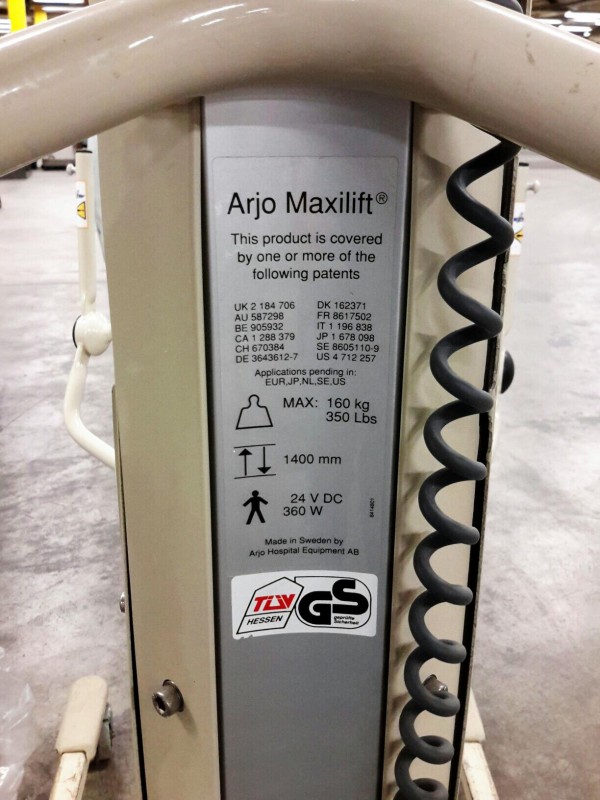 Arjo Maxilift®
This product is covered
by one or more of the
following patents
UK 2 184 706 DK 162371
AU 587298 FR 8617502
BE 905932 IT 1 196 838
CA 1 288 379 JP 1 678 098
CH 670384 SE 8605110-9
DE 3643612-7 US 4 712 257
Applications pending in:
EUR,JP,NL,SE,US
MAX: 160 kg
350 Lbs
1400 mm
24 V DC
360 W
Made in Sweden by
Arjo Hospital Equipment AB
TÜV
HESSEN
GS
geprüfte
Sicherheit